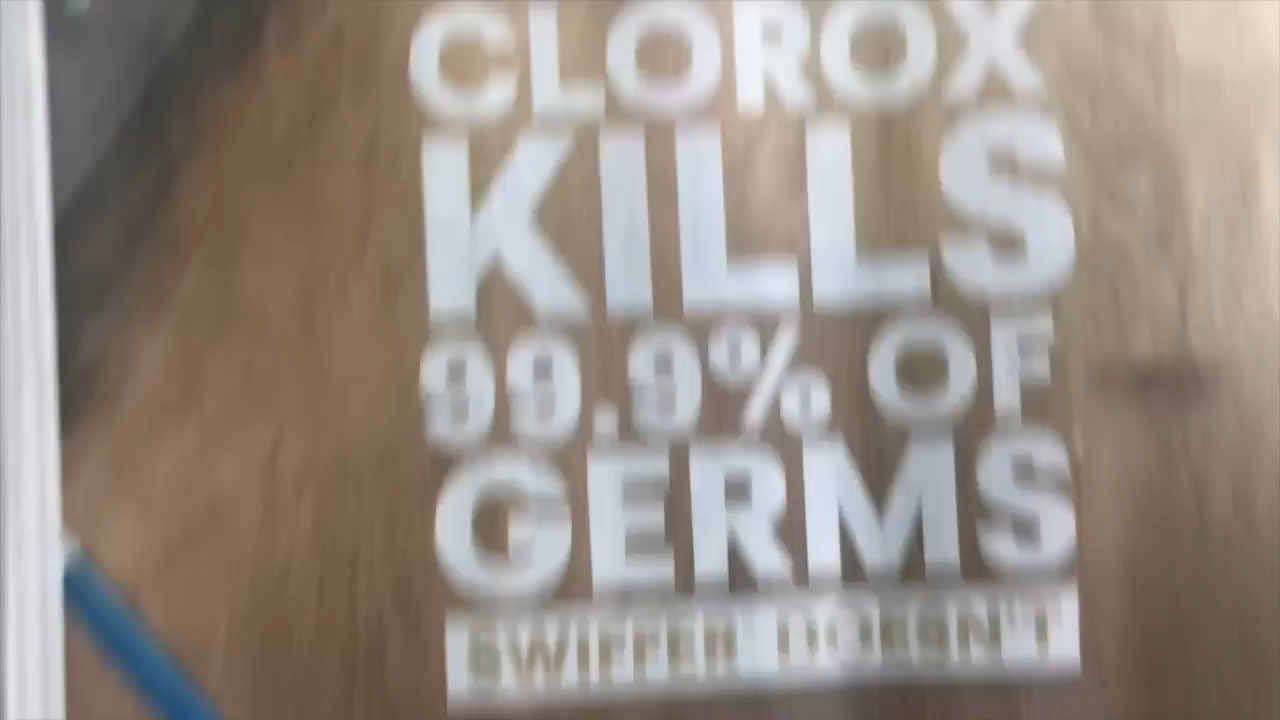 CLOROX
KILLS
99.9% OF
GERMS
SWIFFER DOESN'T